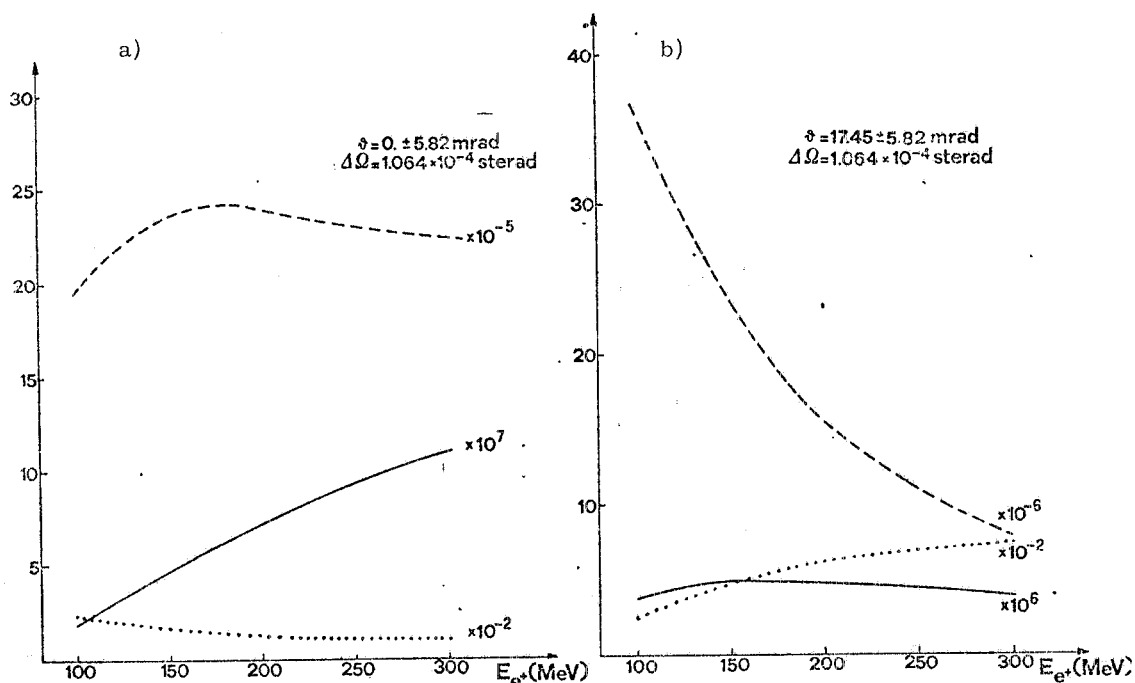 a)
30
25
20
15
10
5
ϑ=0. ±5.82 mrad
ΔΩ=1.064×10⁻⁴ sterad
×10⁻⁵
×10⁷
×10⁻²
100 150 200 250 300 E_e⁺(MeV)
b)
40
30
20
10
ϑ=17.45±5.82 mrad
ΔΩ=1.064×10⁻⁴ sterad
×10⁻⁶
×10⁻²
×10⁶
100 150 200 250 300 E_e⁺(MeV)